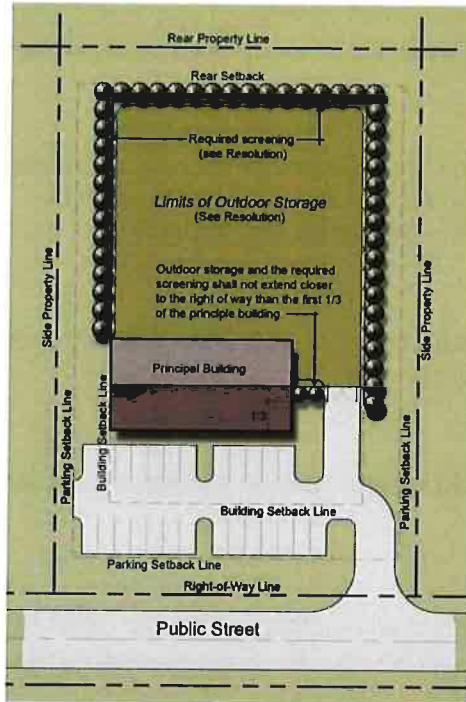 Rear Property Line
Rear Setback
Required screening
(see Resolution)
Limits of Outdoor Storage
(See Resolution)
Side Property Line
Side Property Line
Outdoor storage and the required
screening shall not extend closer
to the right of way than the first 1/3
of the principle building
Principal Building
1/3
Parking Setback Line
Building Setback Line
Parking Setback Line
Building Setback Line
Parking Setback Line
Right-of-Way Line
Public Street